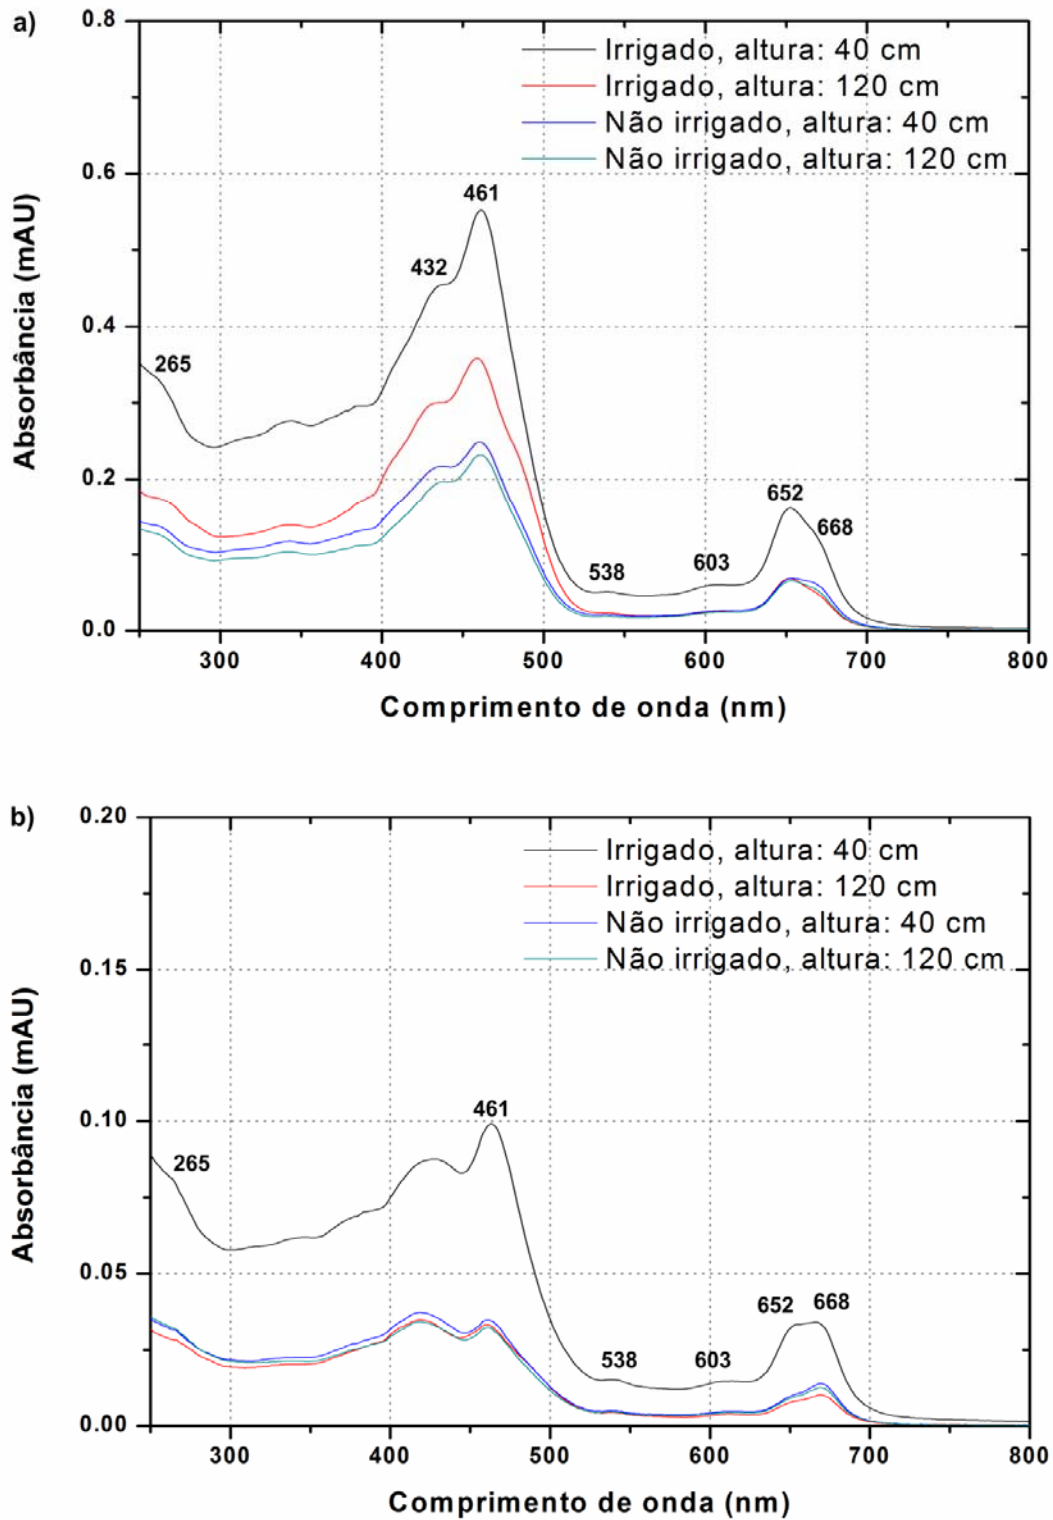 a)
0.8
Irrigado, altura: 40 cm
Irrigado, altura: 120 cm
Não irrigado, altura: 40 cm
Não irrigado, altura: 120 cm
0.6
461
432
0.4
265
0.2
652
668
538
603
0.0
300 400 500 600 700 800
Absorbância (mAU)
Comprimento de onda (nm)
b)
0.20
Irrigado, altura: 40 cm
Irrigado, altura: 120 cm
Não irrigado, altura: 40 cm
Não irrigado, altura: 120 cm
0.15
0.10
461
265
0.05
652 668
538
603
0.00
300 400 500 600 700 800
Absorbância (mAU)
Comprimento de onda (nm)